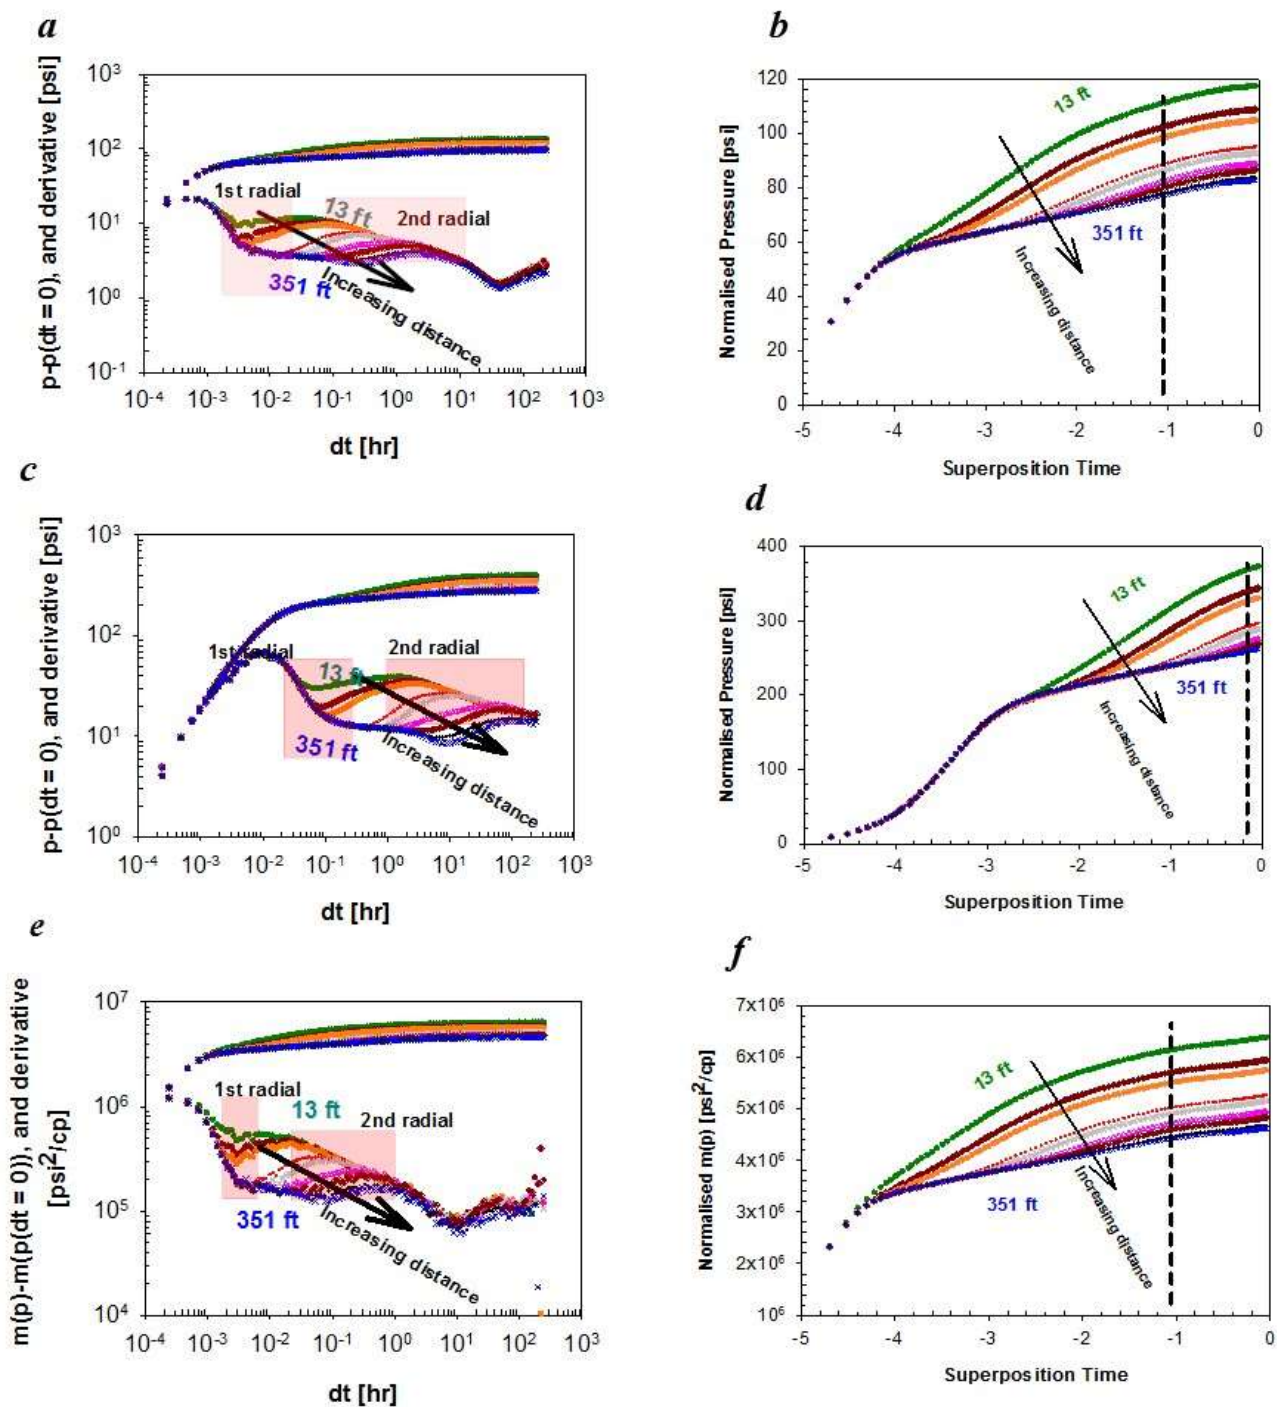 a
p-p(dt = 0), and derivative [psi]
10³
10²
10¹
10⁰
10⁻¹
1st radial
13 ft
2nd radial
351 ft
Increasing distance
10⁻⁴ 10⁻³ 10⁻² 10⁻¹ 10⁰ 10¹ 10² 10³
dt [hr]
b
Normalised Pressure [psi]
120
100
80
60
40
20
0
13 ft
351 ft
Increasing distance
-5 -4 -3 -2 -1 0
Superposition Time
c
p-p(dt = 0), and derivative [psi]
10³
10²
10¹
10⁰
1st radial
13 ft
2nd radial
351 ft
Increasing distance
10⁻⁴ 10⁻³ 10⁻² 10⁻¹ 10⁰ 10¹ 10² 10³
dt [hr]
d
Normalised Pressure [psi]
400
300
200
100
0
13 ft
351 ft
Increasing distance
-5 -4 -3 -2 -1 0
Superposition Time
e
m(p)-m(p(dt = 0)), and derivative
[psi²/cp]
10⁷
10⁶
10⁵
10⁴
1st radial
13 ft
2nd radial
351 ft
Increasing distance
10⁻⁴ 10⁻³ 10⁻² 10⁻¹ 10⁰ 10¹ 10² 10³
dt [hr]
f
Normalised m(p) [psi²/cp]
7x10⁶
6x10⁶
5x10⁶
4x10⁶
3x10⁶
2x10⁶
10⁶
13 ft
351 ft
Increasing distance
-5 -4 -3 -2 -1 0
Superposition Time